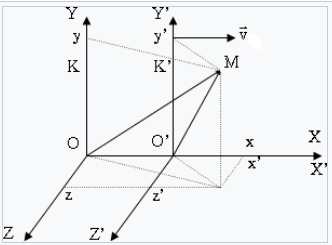 Y Y'
y y' v⃗
K K' M
O O' x X
x' X'
z z'
Z Z'